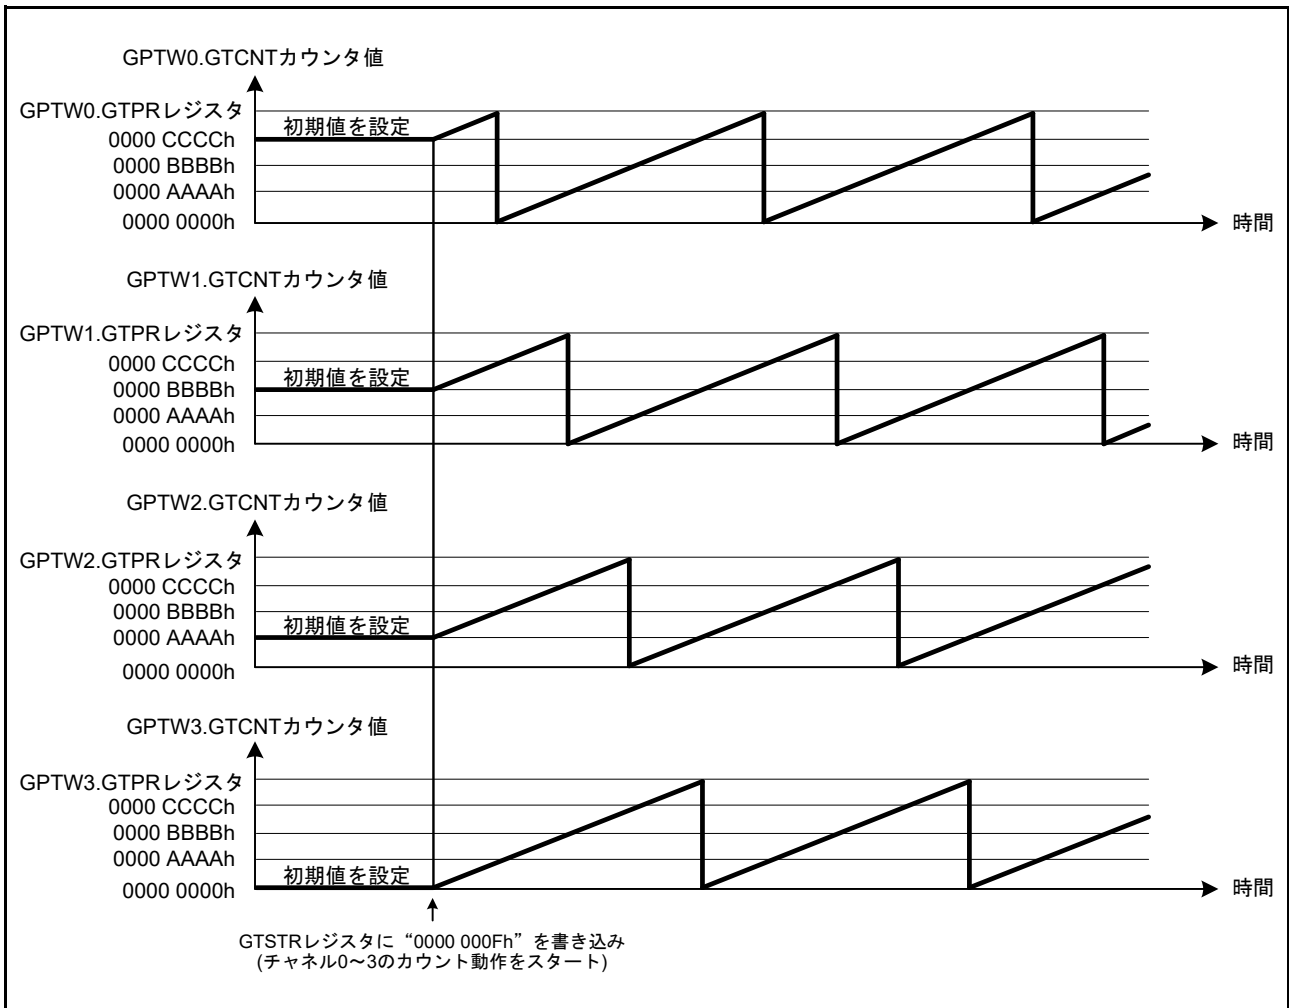 GPTW0.GTCNTカウンタ値
GPTW0.GTPRレジスタ
0000 CCCCh
初期値を設定
0000 BBBBh
0000 AAAAh
0000 0000h
時間
GPTW1.GTCNTカウンタ値
GPTW1.GTPRレジスタ
0000 CCCCh
初期値を設定
0000 BBBBh
0000 AAAAh
0000 0000h
時間
GPTW2.GTCNTカウンタ値
GPTW2.GTPRレジスタ
0000 CCCCh
0000 BBBBh
初期値を設定
0000 AAAAh
0000 0000h
時間
GPTW3.GTCNTカウンタ値
GPTW3.GTPRレジスタ
0000 CCCCh
0000 BBBBh
0000 AAAAh
初期値を設定
0000 0000h
時間
GTSTRレジスタに“0000 000Fh”を書き込み
(チャネル0～3のカウント動作をスタート)